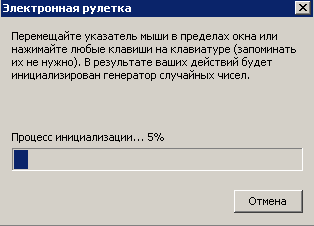 Электронная рулетка
Перемещайте указатель мыши в пределах окна или
нажимайте любые клавиши на клавиатуре (запоминать
их не нужно). В результате ваших действий будет
инициализирован генератор случайных чисел.
Процесс инициализации... 5%
Отмена